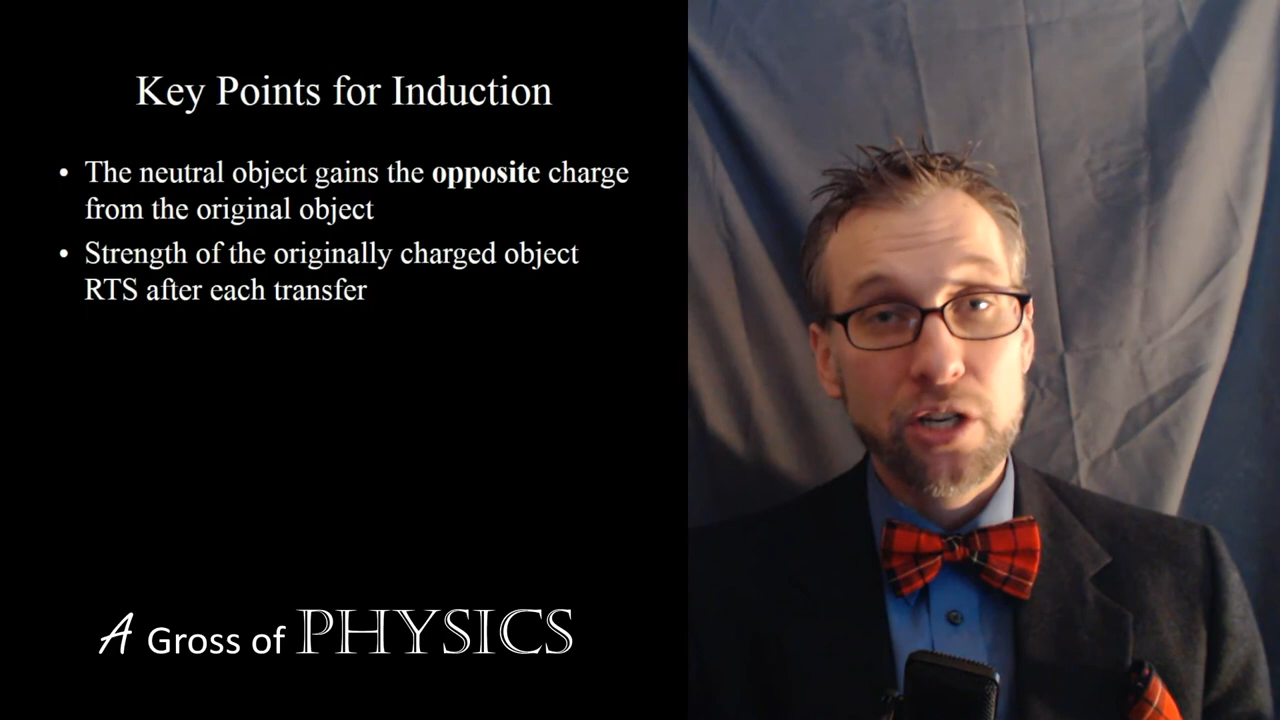 Key Points for Induction
• The neutral object gains the opposite charge
from the original object
• Strength of the originally charged object
RTS after each transfer
A Gross of PHYSICS